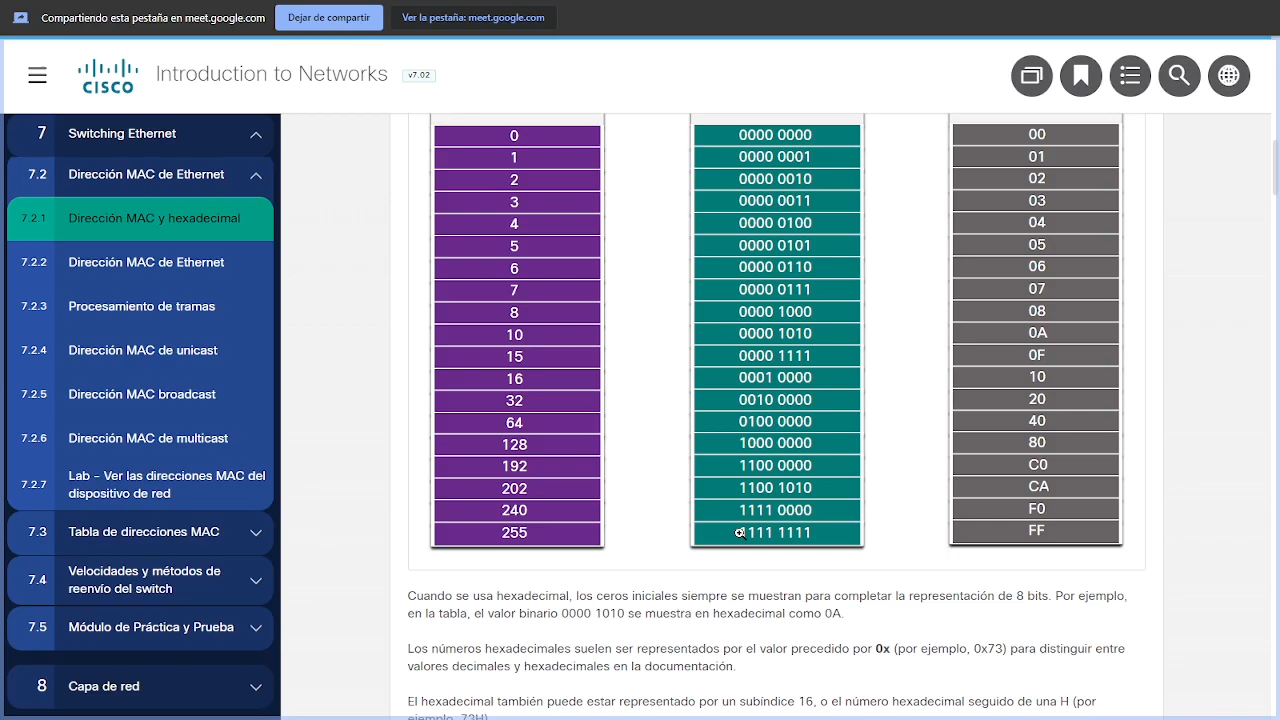 Compartiendo esta pestaña en meet.google.com
Dejar de compartir
Ver la pestaña: meet.google.com
CISCO
Introduction to Networks
v7.02
7 Switching Ethernet
7.2 Dirección MAC de Ethernet
7.2.1 Dirección MAC y hexadecimal
7.2.2 Dirección MAC de Ethernet
7.2.3 Procesamiento de tramas
7.2.4 Dirección MAC de unicast
7.2.5 Dirección MAC broadcast
7.2.6 Dirección MAC de multicast
7.2.7 Lab - Ver las direcciones MAC del
dispositivo de red
7.3 Tabla de direcciones MAC
7.4 Velocidades y métodos de
reenvío del switch
7.5 Módulo de Práctica y Prueba
8 Capa de red
0 0000 0000 00
1 0000 0001 01
2 0000 0010 02
3 0000 0011 03
4 0000 0100 04
5 0000 0101 05
6 0000 0110 06
7 0000 0111 07
8 0000 1000 08
10 0000 1010 0A
15 0000 1111 0F
16 0001 0000 10
32 0010 0000 20
64 0100 0000 40
128 1000 0000 80
192 1100 0000 C0
202 1100 1010 CA
240 1111 0000 F0
255 1111 1111 FF
Cuando se usa hexadecimal, los ceros iniciales siempre se muestran para completar la representación de 8 bits. Por ejemplo,
en la tabla, el valor binario 0000 1010 se muestra en hexadecimal como 0A.
Los números hexadecimales suelen ser representados por el valor precedido por 0x (por ejemplo, 0x73) para distinguir entre
valores decimales y hexadecimales en la documentación.
El hexadecimal también puede estar representado por un subíndice 16, o el número hexadecimal seguido de una H (por
ejemplo, 73H)